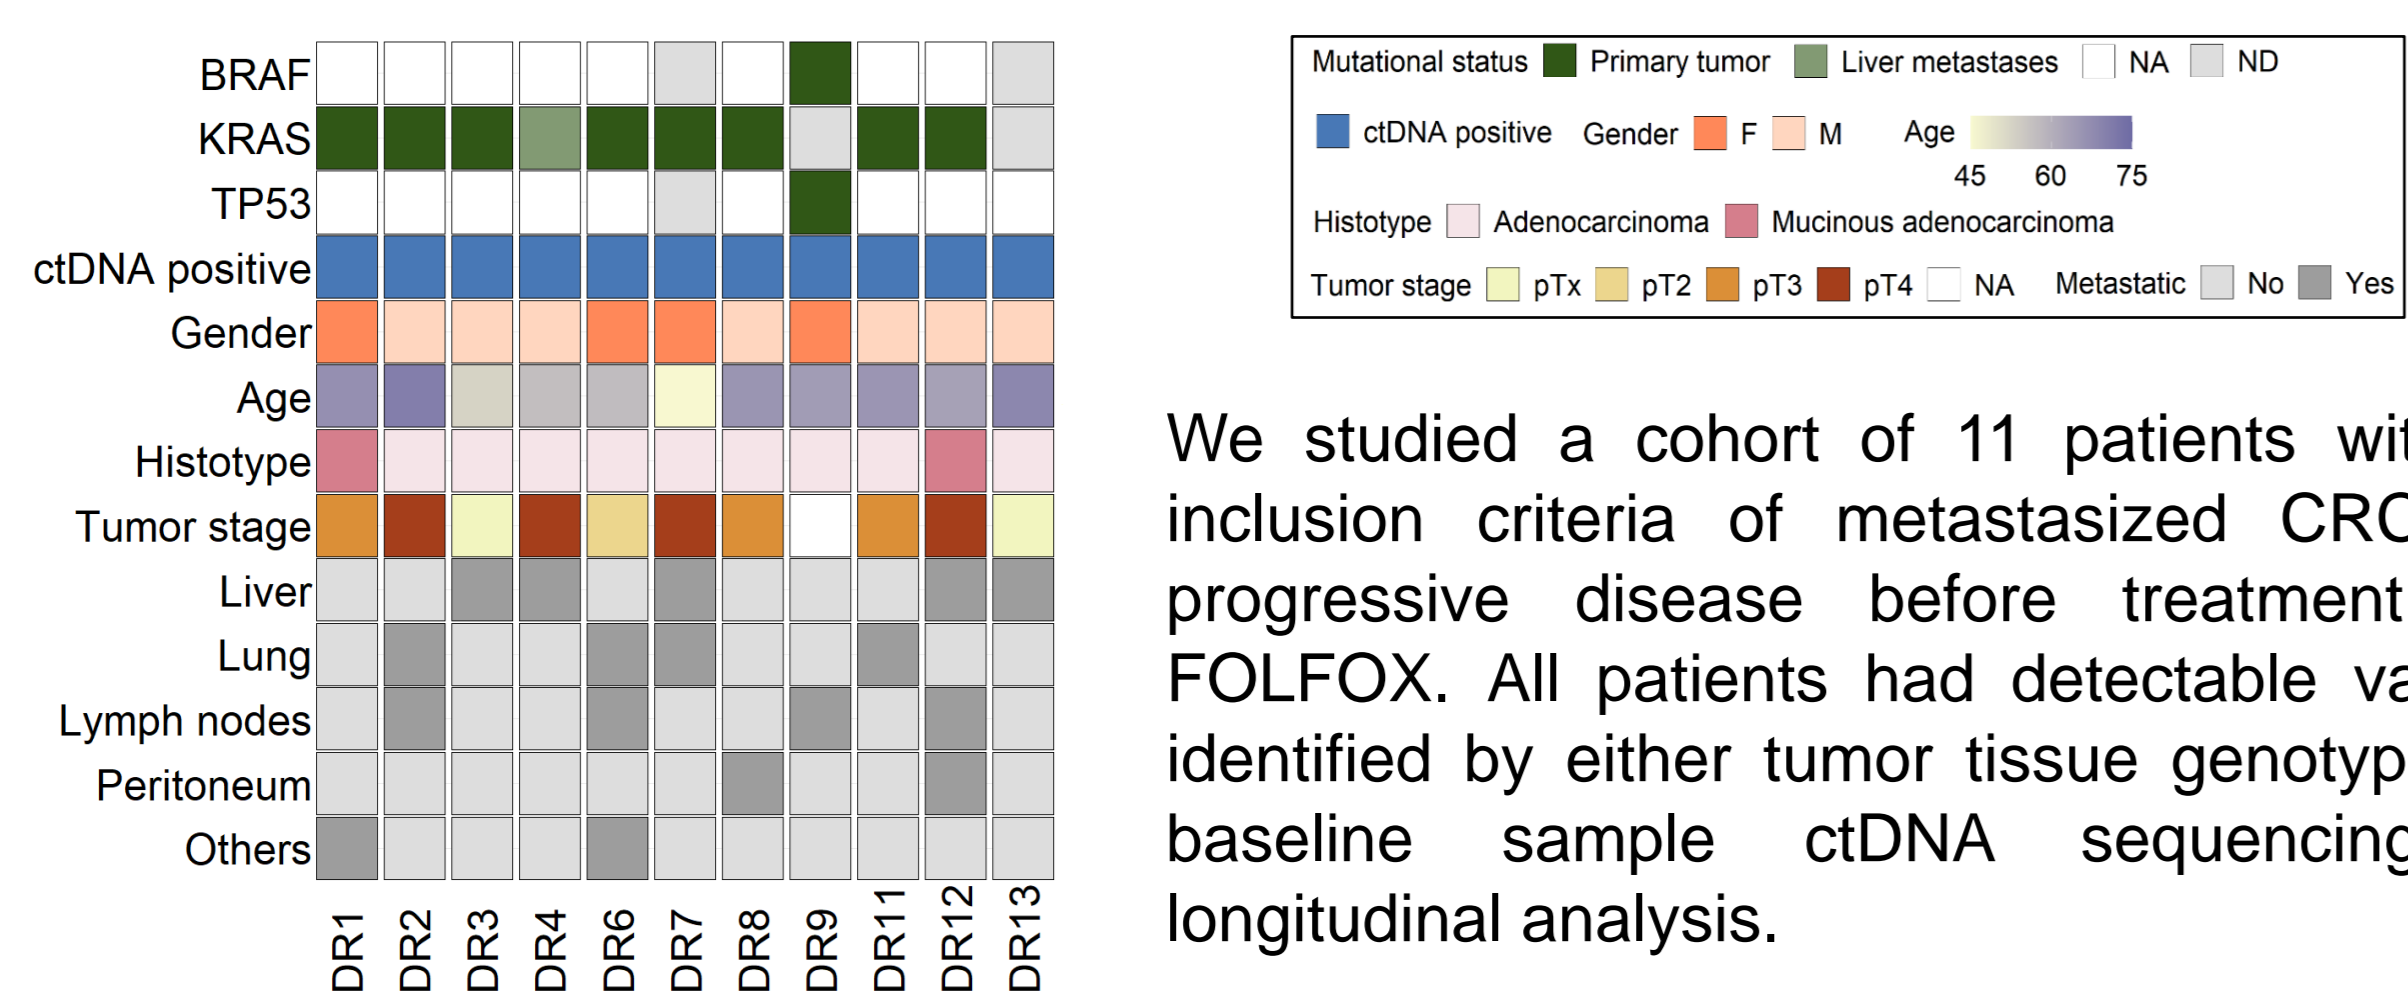 BRAF
KRAS
TP53
ctDNA positive
Gender
Age
Histotype
Tumor stage
Liver
Lung
Lymph nodes
Peritoneum
Others
DR1 DR2 DR3 DR4 DR6 DR7 DR8 DR9 DR11 DR12 DR13
Mutational status Primary tumor Liver metastases NA ND
ctDNA positive Gender F M Age
45 60 75
Histotype Adenocarcinoma Mucinous adenocarcinoma
Tumor stage pTx pT2 pT3 pT4 NA Metastatic No Yes
We studied a cohort of 11 patients
inclusion criteria of metastasized
progressive disease before treatment
FOLFOX. All patients had detectable
identified by either tumor tissue
baseline sample ctDNA sequencing
longitudinal analysis.